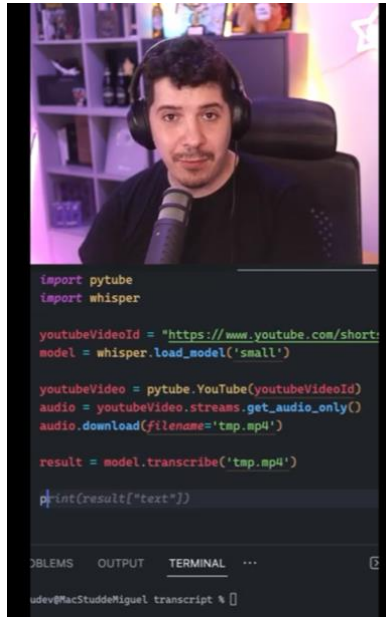 import pytube
import whisper
youtubeVideoId = "https://www.youtube.com/shorts
model = whisper.load_model('small')
youtubeVideo = pytube.YouTube(youtubeVideoId)
audio = youtubeVideo.streams.get_audio_only()
audio.download(filename='tmp.mp4')
result = model.transcribe('tmp.mp4')
print(result["text"])
OBLEMS OUTPUT TERMINAL ...
udev@MacStuddeMiguel transcript %